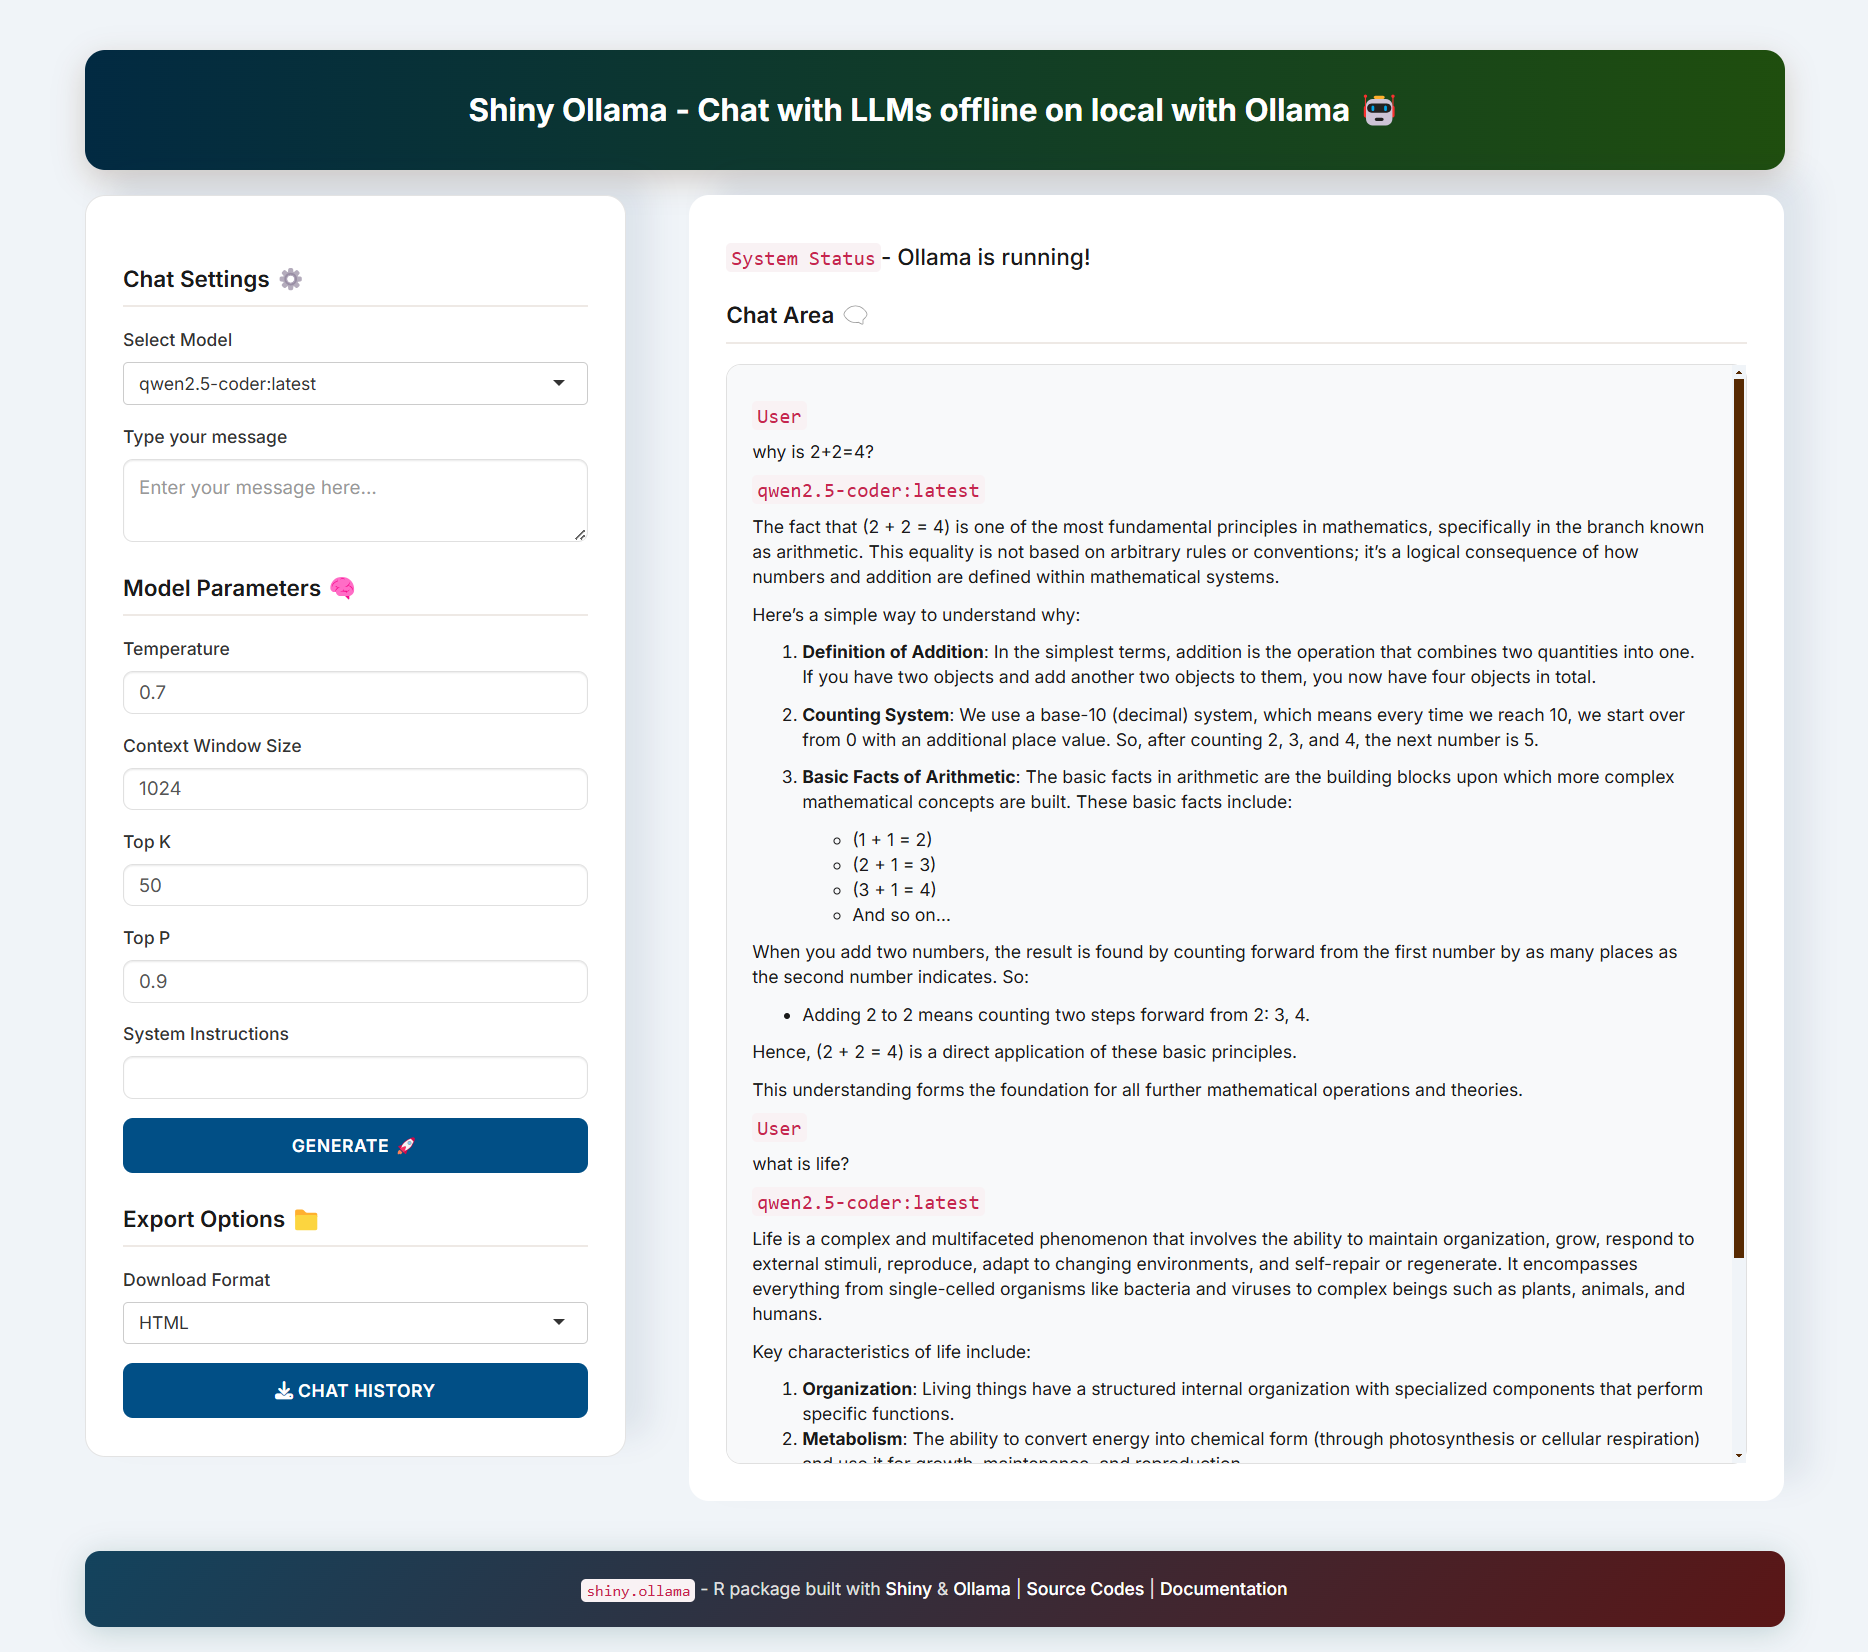 Shiny Ollama - Chat with LLMs offline on local with Ollama
Chat Settings
Select Model
qwen2.5-coder:latest
Type your message
Enter your message here...
Model Parameters
Temperature
0.7
Context Window Size
1024
Top K
50
Top P
0.9
System Instructions
GENERATE
Export Options
Download Format
HTML
CHAT HISTORY
System Status - Ollama is running!
Chat Area
User
why is 2+2=4?
qwen2.5-coder:latest
The fact that (2 + 2 = 4) is one of the most fundamental principles in mathematics, specifically in the branch known
as arithmetic. This equality is not based on arbitrary rules or conventions; it’s a logical consequence of how
numbers and addition are defined within mathematical systems.
Here’s a simple way to understand why:
1. Definition of Addition: In the simplest terms, addition is the operation that combines two quantities into one.
If you have two objects and add another two objects to them, you now have four objects in total.
2. Counting System: We use a base-10 (decimal) system, which means every time we reach 10, we start over
from 0 with an additional place value. So, after counting 2, 3, and 4, the next number is 5.
3. Basic Facts of Arithmetic: The basic facts in arithmetic are the building blocks upon which more complex
mathematical concepts are built. These basic facts include:
(1 + 1 = 2)
(2 + 1 = 3)
(3 + 1 = 4)
And so on…
When you add two numbers, the result is found by counting forward from the first number by as many places as
the second number indicates. So:
Adding 2 to 2 means counting two steps forward from 2: 3, 4.
Hence, (2 + 2 = 4) is a direct application of these basic principles.
This understanding forms the foundation for all further mathematical operations and theories.
User
what is life?
qwen2.5-coder:latest
Life is a complex and multifaceted phenomenon that involves the ability to maintain organization, grow, respond to
external stimuli, reproduce, adapt to changing environments, and self-repair or regenerate. It encompasses
everything from single-celled organisms like bacteria and viruses to complex beings such as plants, animals, and
humans.
Key characteristics of life include:
1. Organization: Living things have a structured internal organization with specialized components that perform
specific functions.
2. Metabolism: The ability to convert energy into chemical form (through photosynthesis or cellular respiration)
and use it for growth, maintenance, and reproduction
shiny.ollama - R package built with Shiny & Ollama | Source Codes | Documentation